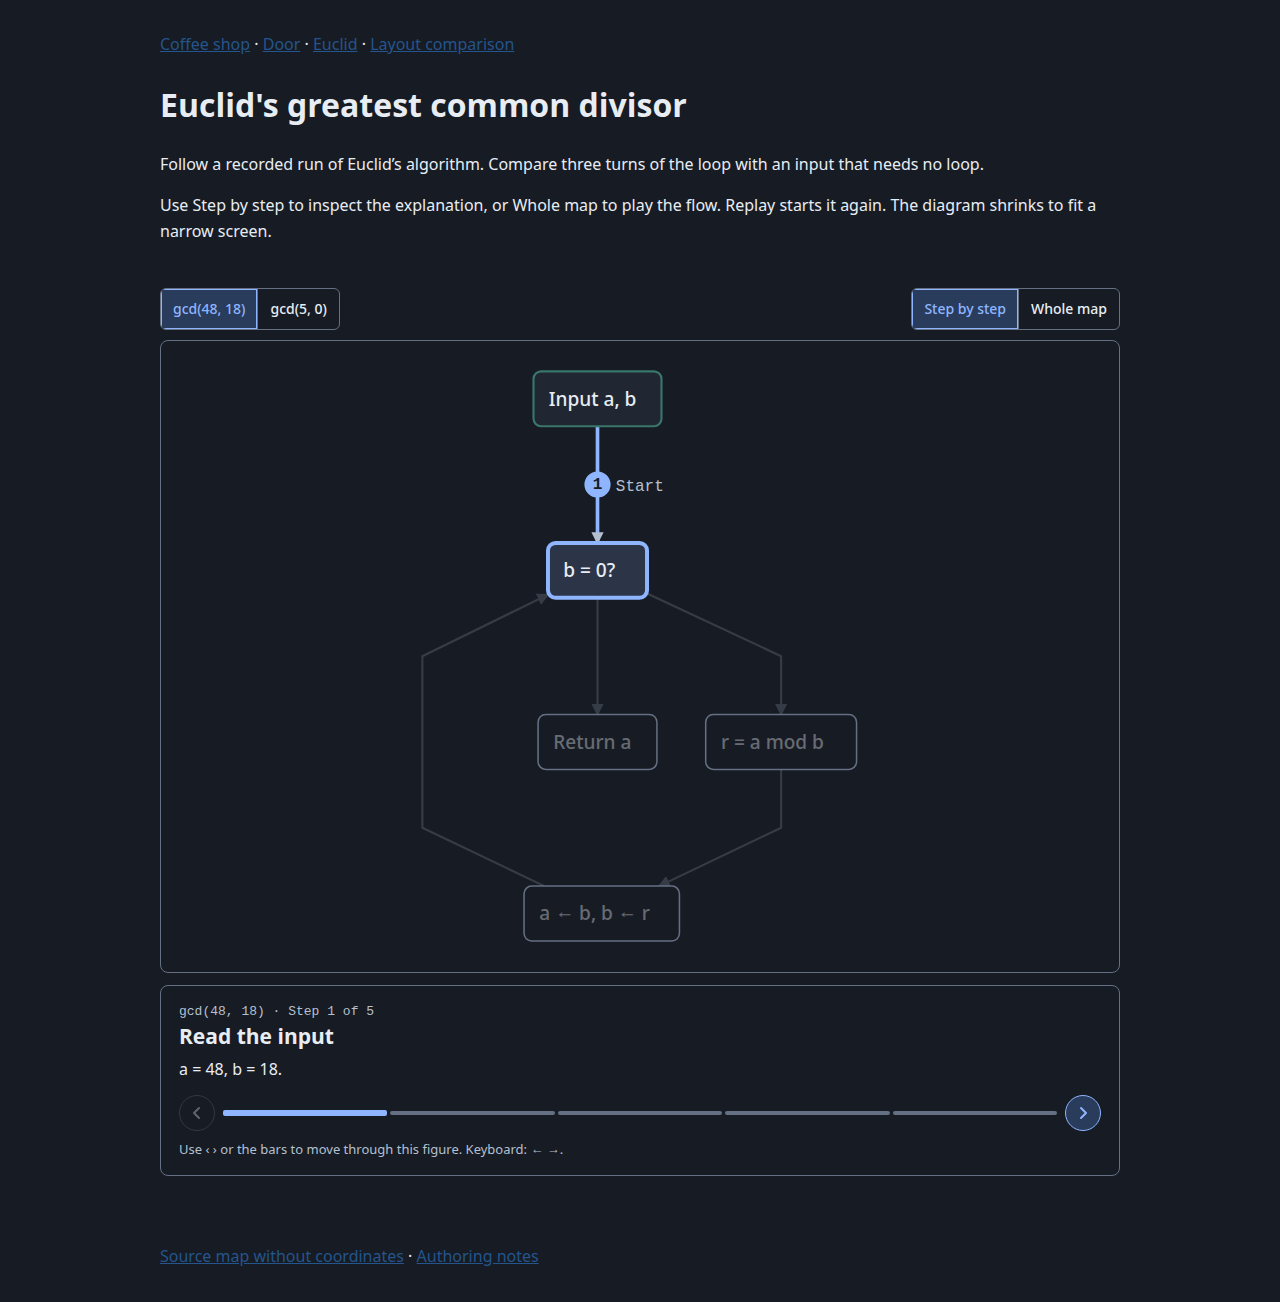 Coffee shop · Door · Euclid · Layout comparison
Euclid's greatest common divisor
Follow a recorded run of Euclid’s algorithm. Compare three turns of the loop with an input that needs no loop.
Use Step by step to inspect the explanation, or Whole map to play the flow. Replay starts it again. The diagram shrinks to fit a
narrow screen.
gcd(48, 18) gcd(5, 0) Step by step Whole map
Input a, b
1 Start
b = 0?
Return a r = a mod b
a ← b, b ← r
gcd(48, 18) · Step 1 of 5
Read the input
a = 48, b = 18.
Use ‹ › or the bars to move through this figure. Keyboard: ← →.
Source map without coordinates · Authoring notes